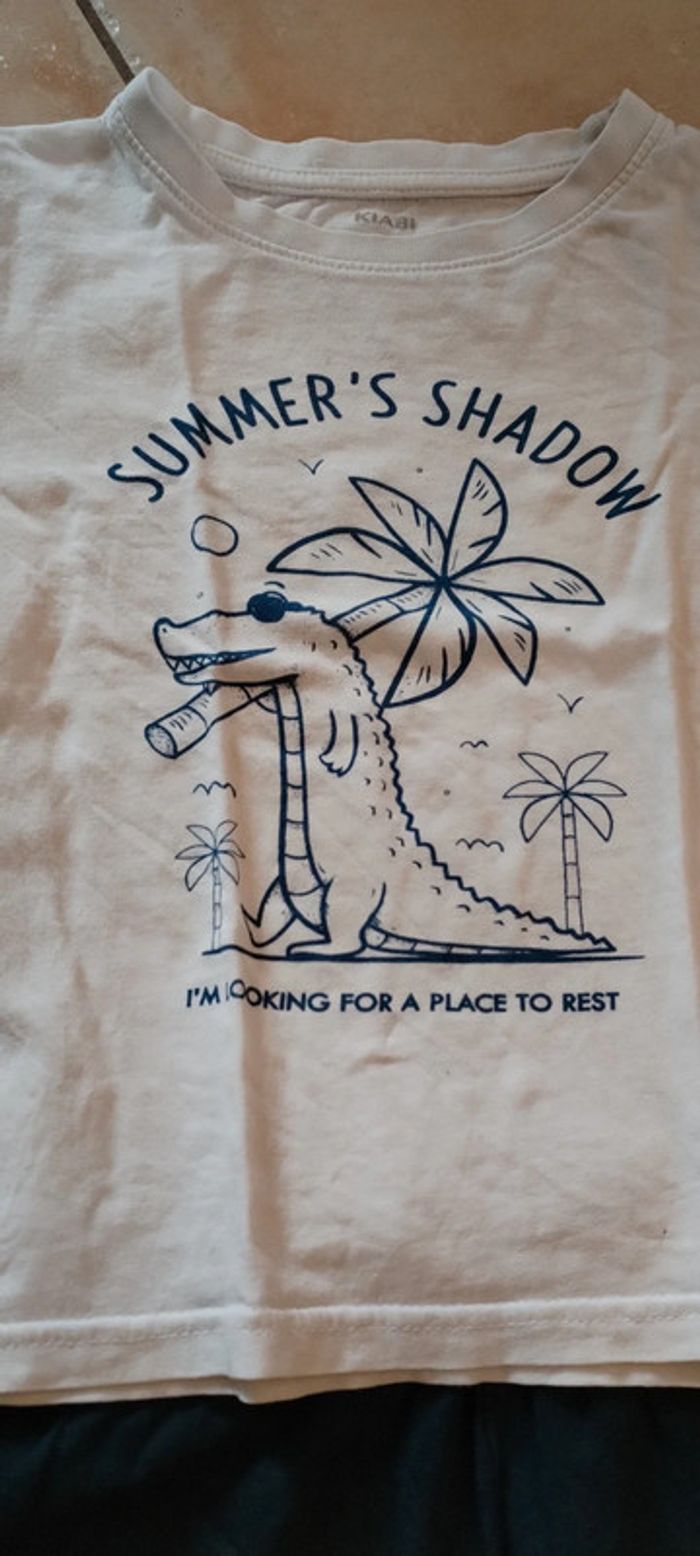 KIABI
SUMMER'S SHADOW
I'M LOOKING FOR A PLACE TO REST